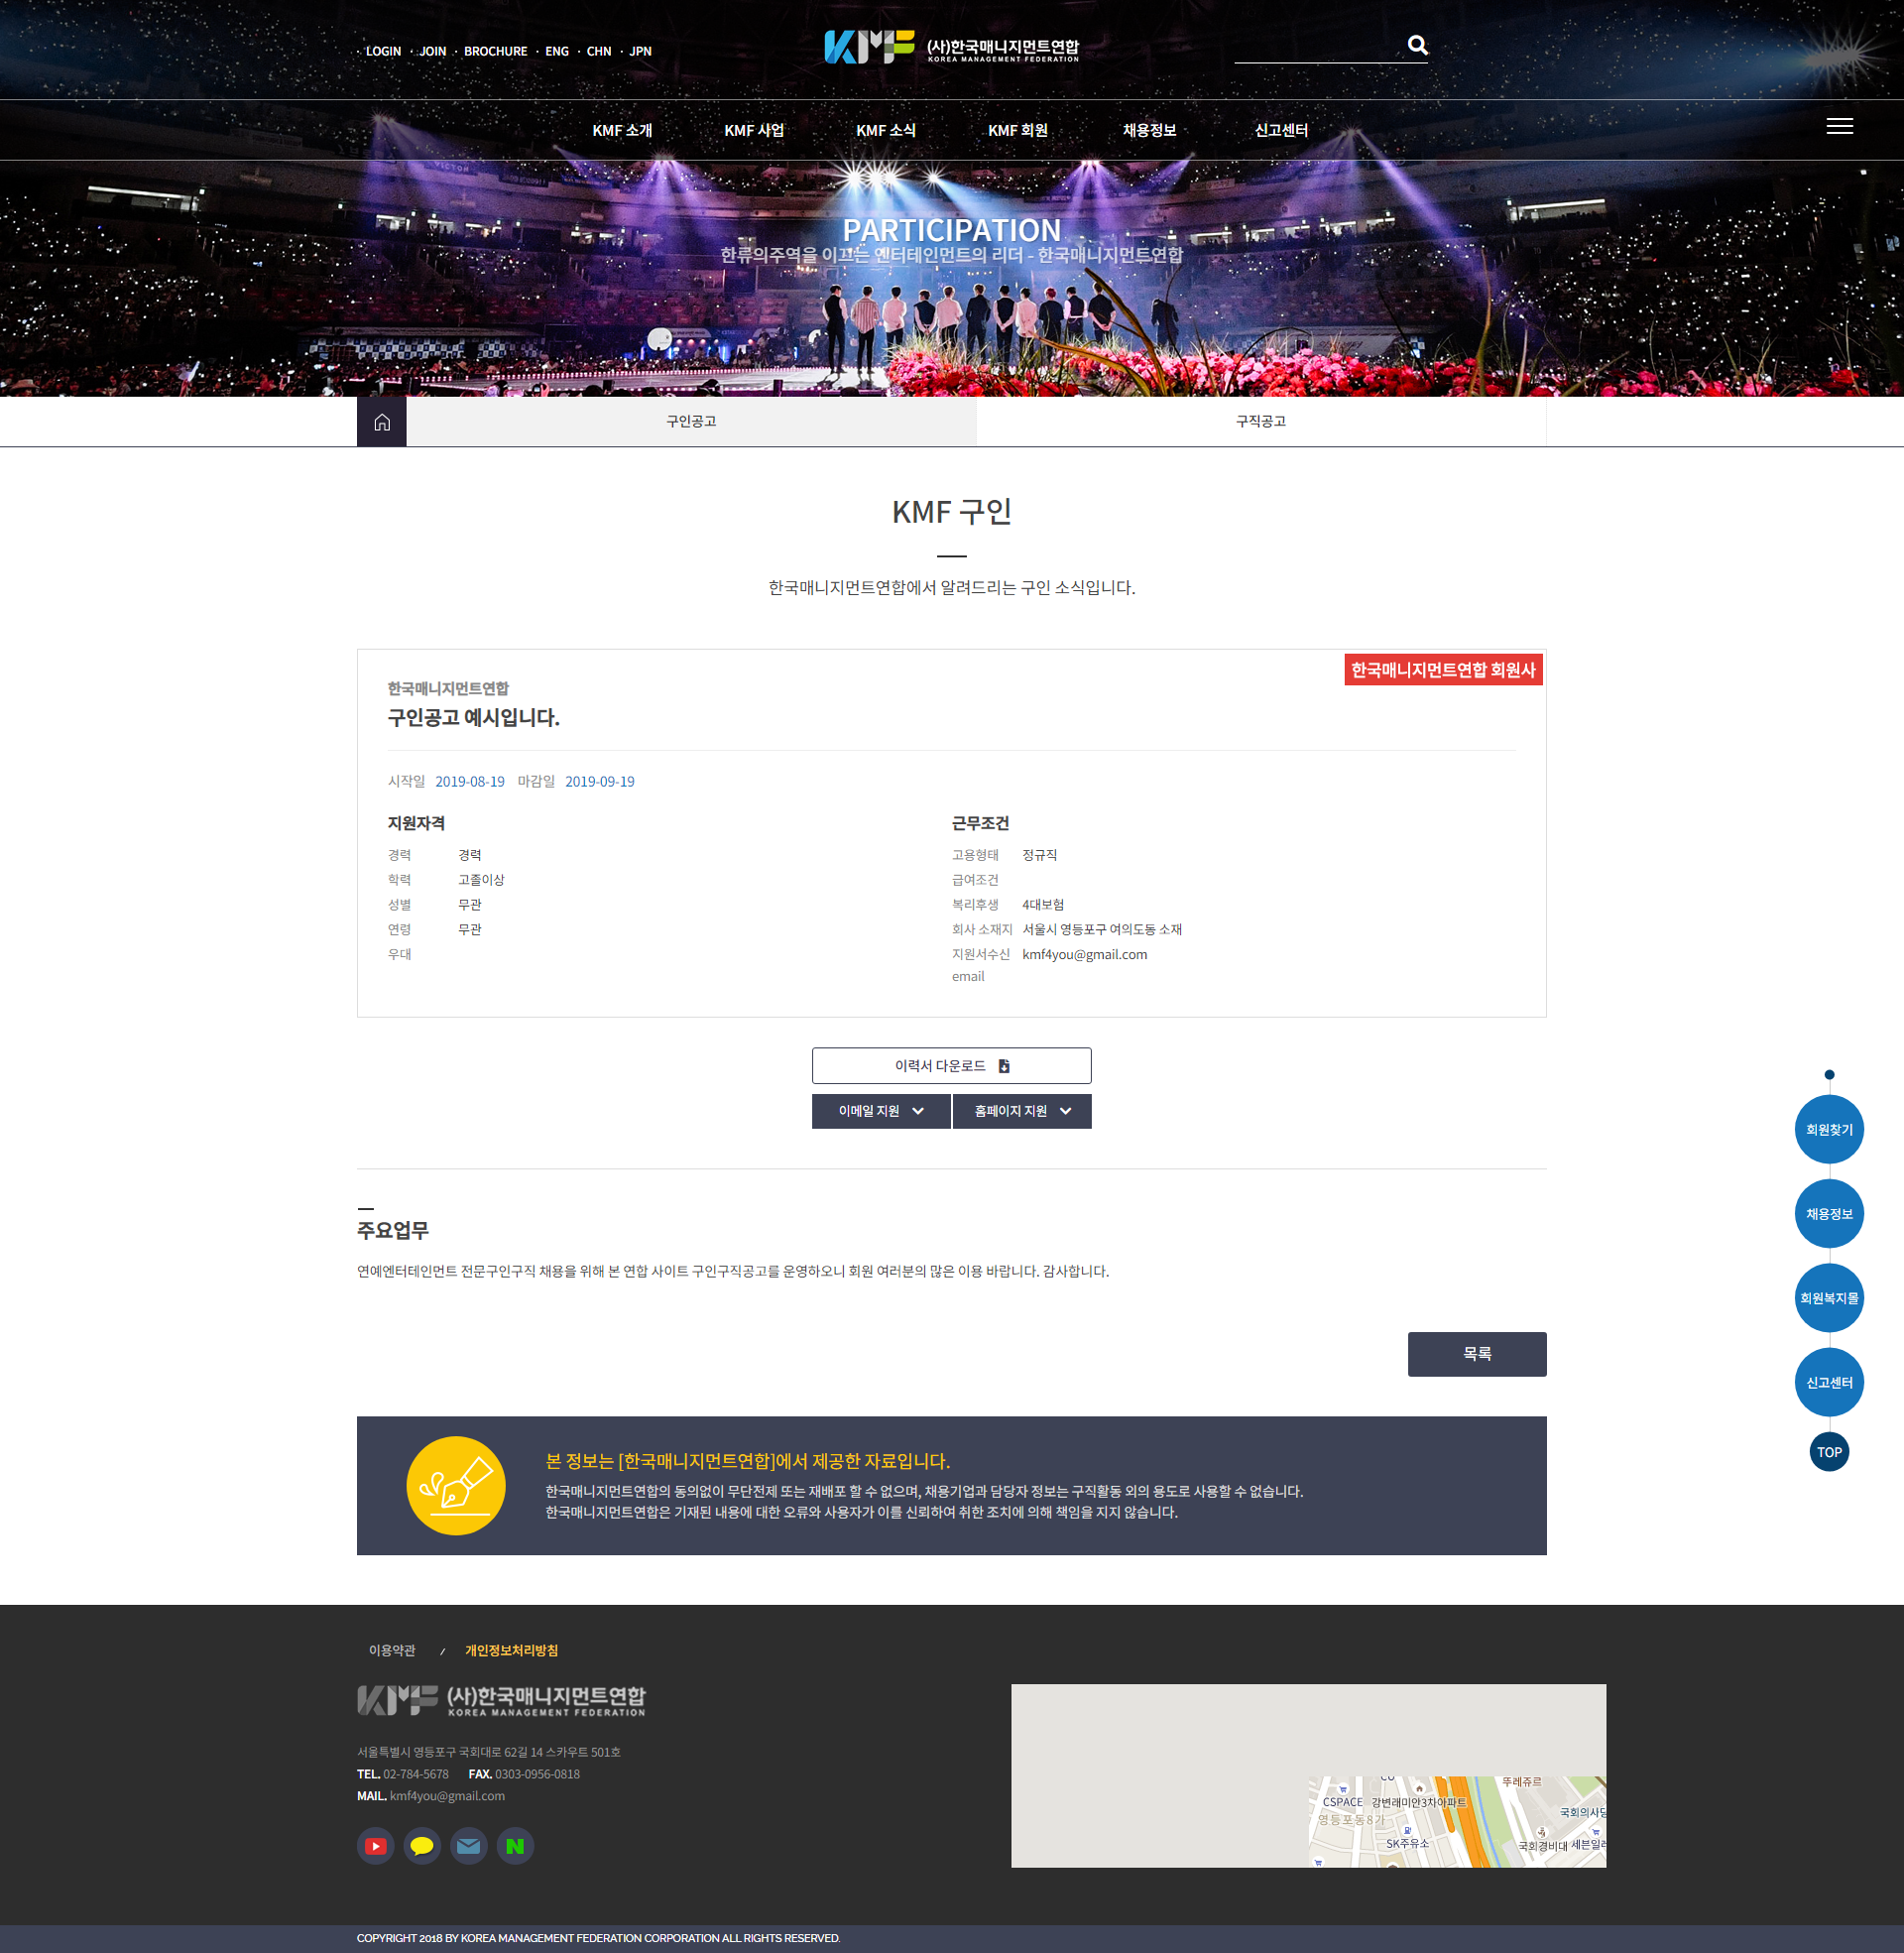 LOGIN JOIN BROCHURE ENG CHN JPN
KMF (사)한국매니지먼트연합
KOREA MANAGEMENT FEDERATION
KMF 소개 KMF 사업 KMF 소식 KMF 회원 채용정보 신고센터
PARTICIPATION
한류의주역을 이끄는 엔터테인먼트의 리더 - 한국매니지먼트연합
구인공고 구직공고
KMF 구인
한국매니지먼트연합에서 알려드리는 구인 소식입니다.
한국매니지먼트연합 회원사
한국매니지먼트연합
구인공고 예시입니다.
시작일 2019-08-19 마감일 2019-09-19
지원자격
경력 경력
학력 고졸이상
성별 무관
연령 무관
우대
근무조건
고용형태 정규직
급여조건
복리후생 4대보험
회사 소재지 서울시 영등포구 여의도동 소재
지원서수신 kmf4you@gmail.com
email
이력서 다운로드
이메일 지원 홈페이지 지원
회원찾기
채용정보
회원복지몰
신고센터
TOP
주요업무
연예엔터테인먼트 전문구인구직 채용을 위해 본 연합 사이트 구인구직공고를 운영하오니 회원 여러분의 많은 이용 바랍니다. 감사합니다.
목록
본 정보는 [한국매니지먼트연합]에서 제공한 자료입니다.
한국매니지먼트연합의 동의없이 무단전제 또는 재배포 할 수 없으며, 채용기업과 담당자 정보는 구직활동 외의 용도로 사용할 수 없습니다.
한국매니지먼트연합은 기재된 내용에 대한 오류와 사용자가 이를 신뢰하여 취한 조치에 의해 책임을 지지 않습니다.
이용약관 / 개인정보처리방침
KMF (사)한국매니지먼트연합
KOREA MANAGEMENT FEDERATION
서울특별시 영등포구 국회대로 62길 14 스카우트 501호
TEL. 02-784-5678 FAX. 0303-0956-0818
MAIL. kmf4you@gmail.com
CU
뚜레쥬르
CSPACE 강변래미안3차아파트
국회의사당
영등포동8가
SK주유소
국회경비대 세븐일레
COPYRIGHT 2018 BY KOREA MANAGEMENT FEDERATION CORPORATION ALL RIGHTS RESERVED.